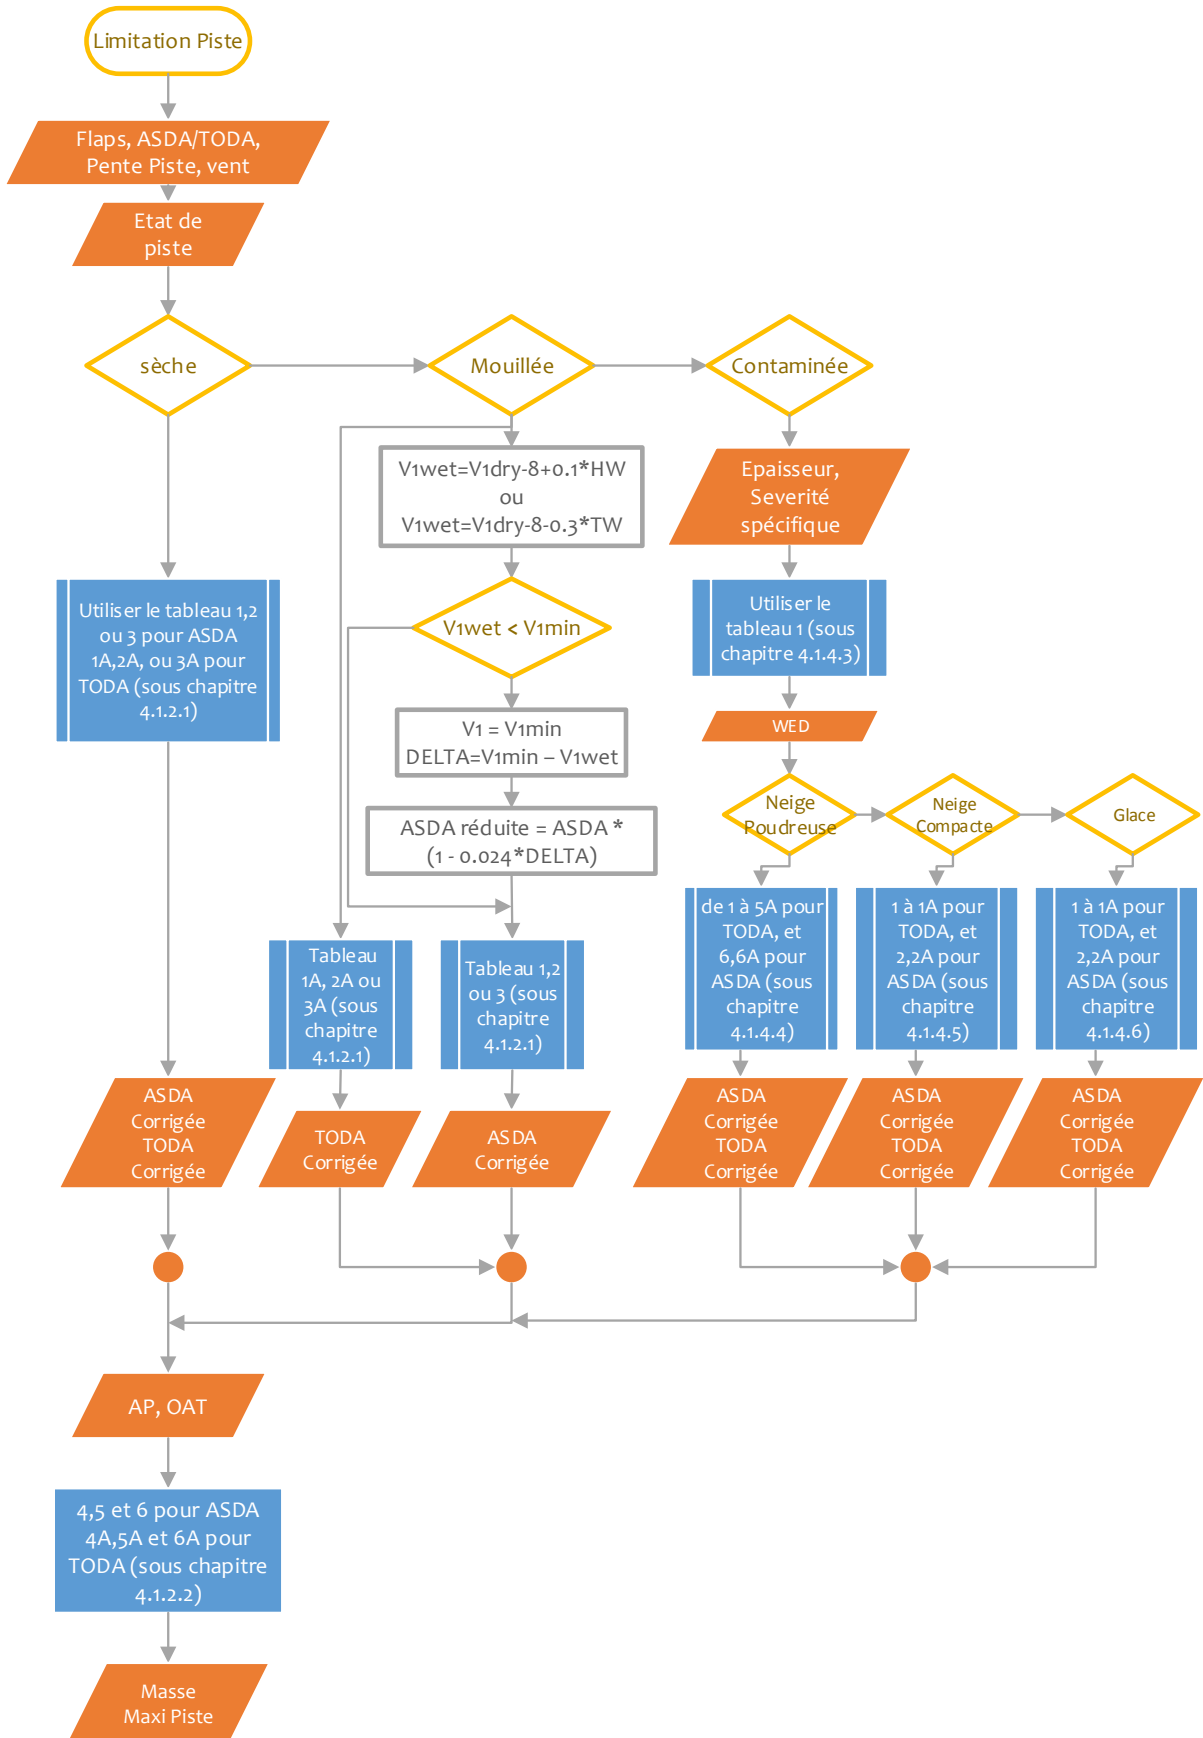 Limitation Piste
Flaps, ASDA/TODA,
Pente Piste, vent
Etat de
piste
sèche
Mouillée
Contaminée
V1wet=V1dry-8+0.1*HW
ou
V1wet=V1dry-8-0.3*TW
Epaisseur,
Severité
spécifique
Utiliser le tableau 1,2
ou 3 pour ASDA
1A,2A, ou 3A pour
TODA (sous chapitre
4.1.2.1)
V1wet < V1min
Utiliser le
tableau 1 (sous
chapitre 4.1.4.3)
V1 = V1min
DELTA=V1min – V1wet
WED
ASDA réduite = ASDA *
(1 - 0.024*DELTA)
Neige
Poudreuse
Neige
Compacte
Glace
Tableau
1A, 2A ou
3A (sous
chapitre
4.1.2.1)
Tableau 1,2
ou 3 (sous
chapitre
4.1.2.1)
de 1 à 5A pour
TODA, et
6,6A pour
ASDA (sous
chapitre
4.1.4.4)
1 à 1A pour
TODA, et
2,2A pour
ASDA (sous
chapitre
4.1.4.5)
1 à 1A pour
TODA, et
2,2A pour
ASDA (sous
chapitre
4.1.4.6)
ASDA
Corrigée
TODA
Corrigée
TODA
Corrigée
ASDA
Corrigée
ASDA
Corrigée
TODA
Corrigée
ASDA
Corrigée
TODA
Corrigée
ASDA
Corrigée
TODA
Corrigée
AP, OAT
4,5 et 6 pour ASDA
4A,5A et 6A pour
TODA (sous chapitre
4.1.2.2)
Masse
Maxi Piste